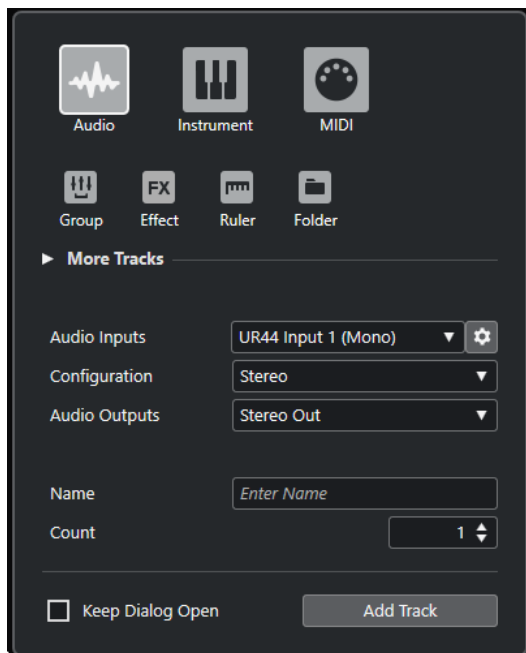 Audio Instrument MIDI
FX
Group Effect Ruler Folder
More Tracks
Audio Inputs UR44 Input 1 (Mono)
Configuration Stereo
Audio Outputs Stereo Out
Name Enter Name
Count 1
Keep Dialog Open Add Track